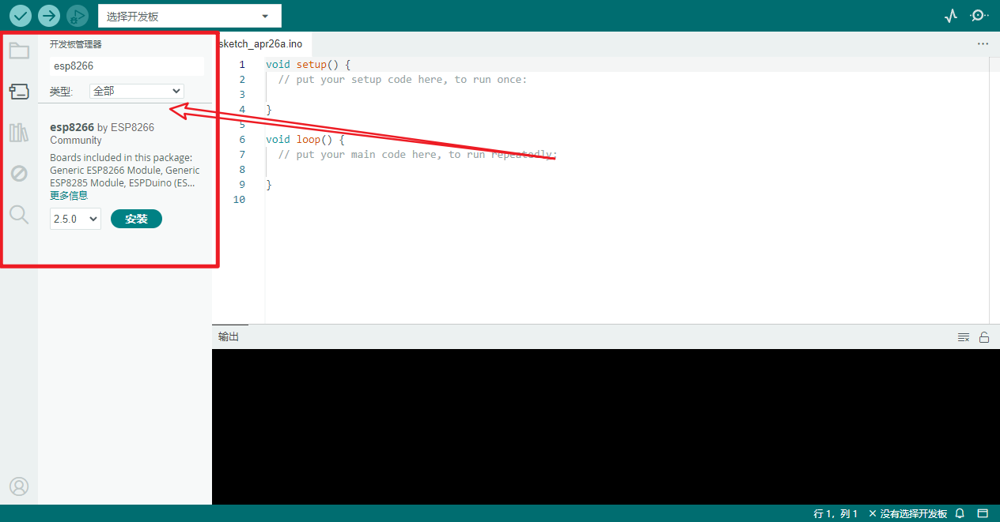 选择开发板
开发板管理器
esp8266
类型: 全部
esp8266 by ESP8266
Community
Boards included in this package:
Generic ESP8266 Module, Generic
ESP8285 Module, ESPDuino (ES...
更多信息
2.5.0 安装
sketch_apr26a.ino
1 void setup() {
2 // put your setup code here, to run once:
3
4 }
5
6 void loop() {
7 // put your main code here, to run repeatedly:
8
9 }
10
输出
行 1，列 1 × 没有选择开发板